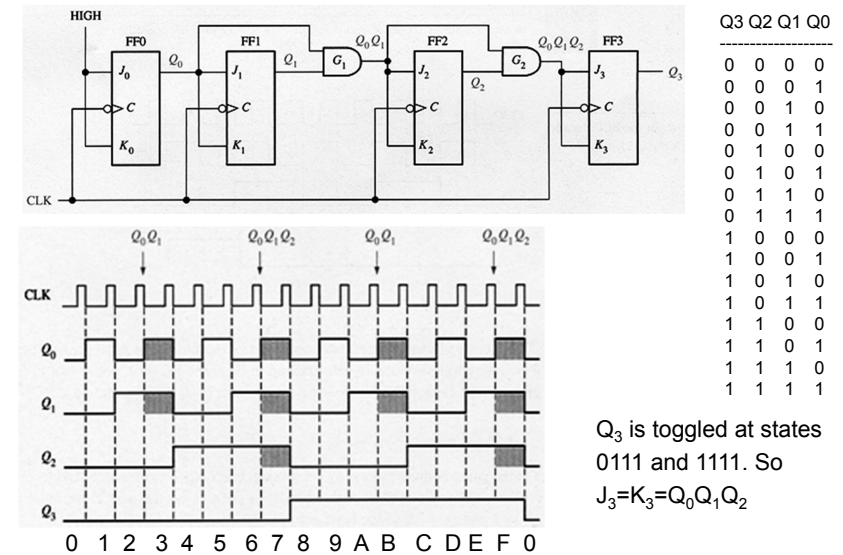 HIGH
FF0 FF1 FF2 FF3
Q₀ Q₁ G₁ Q₀Q₁ Q₂ G₂ Q₀Q₁Q₂ Q₃
J₀ J₁ J₂ J₃
C C C C
K₀ K₁ K₂ K₃
CLK
Q₀Q₁ Q₀Q₁Q₂ Q₀Q₁ Q₀Q₁Q₂
CLK
Q₀
Q₁
Q₂
Q₃
0 1 2 3 4 5 6 7 8 9 A B C D E F 0
Q3 Q2 Q1 Q0
--------------------
0 0 0 0
0 0 0 1
0 0 1 0
0 0 1 1
0 1 0 0
0 1 0 1
0 1 1 0
0 1 1 1
1 0 0 0
1 0 0 1
1 0 1 0
1 0 1 1
1 1 0 0
1 1 0 1
1 1 1 0
1 1 1 1
Q₃ is toggled at states
0111 and 1111. So
J₃=K₃=Q₀Q₁Q₂